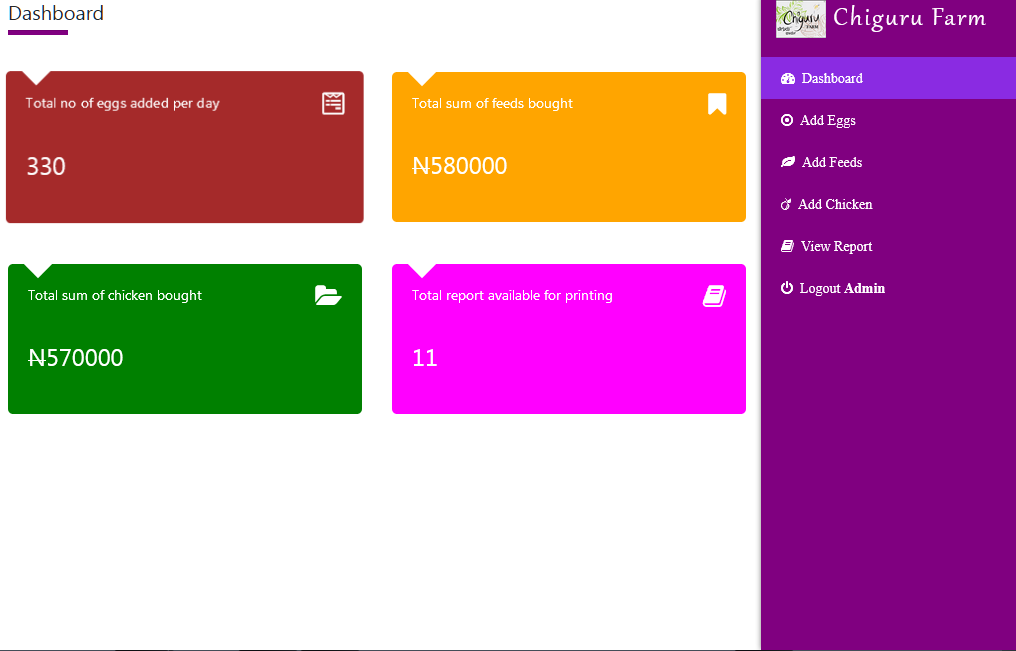 Dashboard
Total no of eggs added per day
330
Total sum of feeds bought
₦580000
Total sum of chicken bought
₦570000
Total report available for printing
11
Chiguru
FARM
Chiguru Farm
Dashboard
Add Eggs
Add Feeds
Add Chicken
View Report
Logout Admin